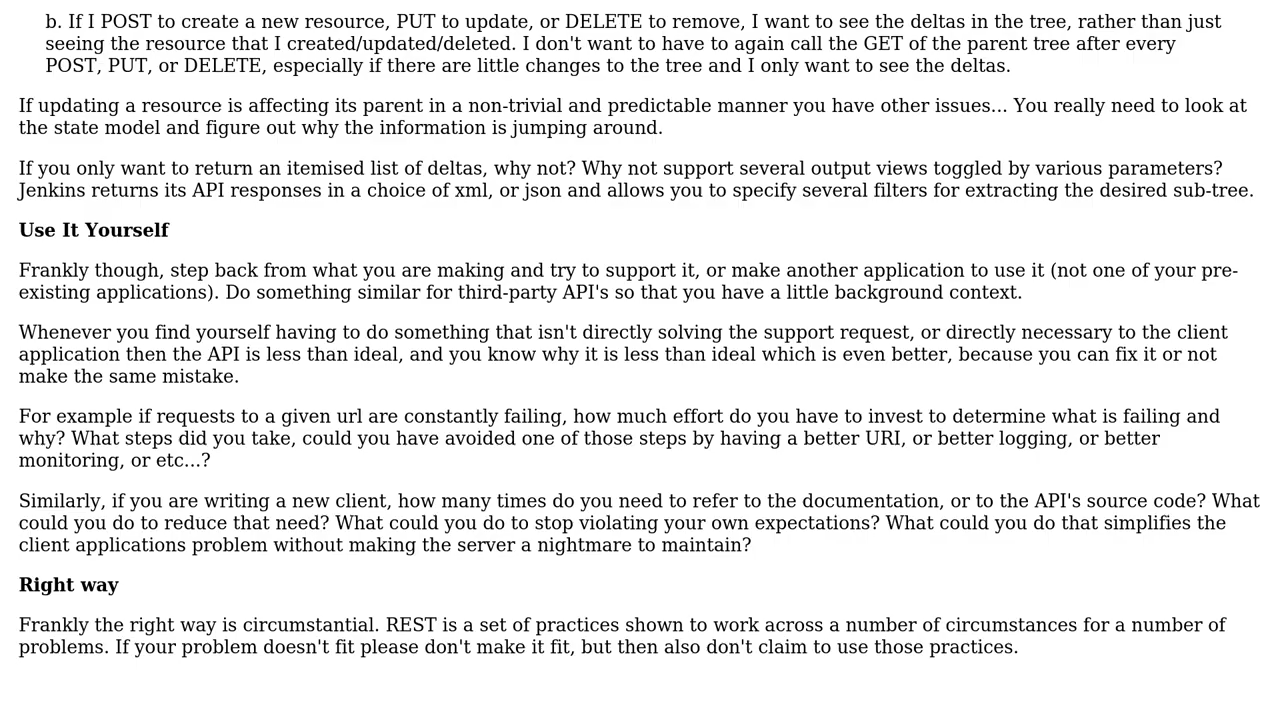 b. If I POST to create a new resource, PUT to update, or DELETE to remove, I want to see the deltas in the tree, rather than just
seeing the resource that I created/updated/deleted. I don't want to have to again call the GET of the parent tree after every
POST, PUT, or DELETE, especially if there are little changes to the tree and I only want to see the deltas.
If updating a resource is affecting its parent in a non-trivial and predictable manner you have other issues... You really need to look at
the state model and figure out why the information is jumping around.
If you only want to return an itemised list of deltas, why not? Why not support several output views toggled by various parameters?
Jenkins returns its API responses in a choice of xml, or json and allows you to specify several filters for extracting the desired sub-tree.
Use It Yourself
Frankly though, step back from what you are making and try to support it, or make another application to use it (not one of your pre-
existing applications). Do something similar for third-party API's so that you have a little background context.
Whenever you find yourself having to do something that isn't directly solving the support request, or directly necessary to the client
application then the API is less than ideal, and you know why it is less than ideal which is even better, because you can fix it or not
make the same mistake.
For example if requests to a given url are constantly failing, how much effort do you have to invest to determine what is failing and
why? What steps did you take, could you have avoided one of those steps by having a better URI, or better logging, or better
monitoring, or etc...?
Similarly, if you are writing a new client, how many times do you need to refer to the documentation, or to the API's source code? What
could you do to reduce that need? What could you do to stop violating your own expectations? What could you do that simplifies the
client applications problem without making the server a nightmare to maintain?
Right way
Frankly the right way is circumstantial. REST is a set of practices shown to work across a number of circumstances for a number of
problems. If your problem doesn't fit please don't make it fit, but then also don't claim to use those practices.